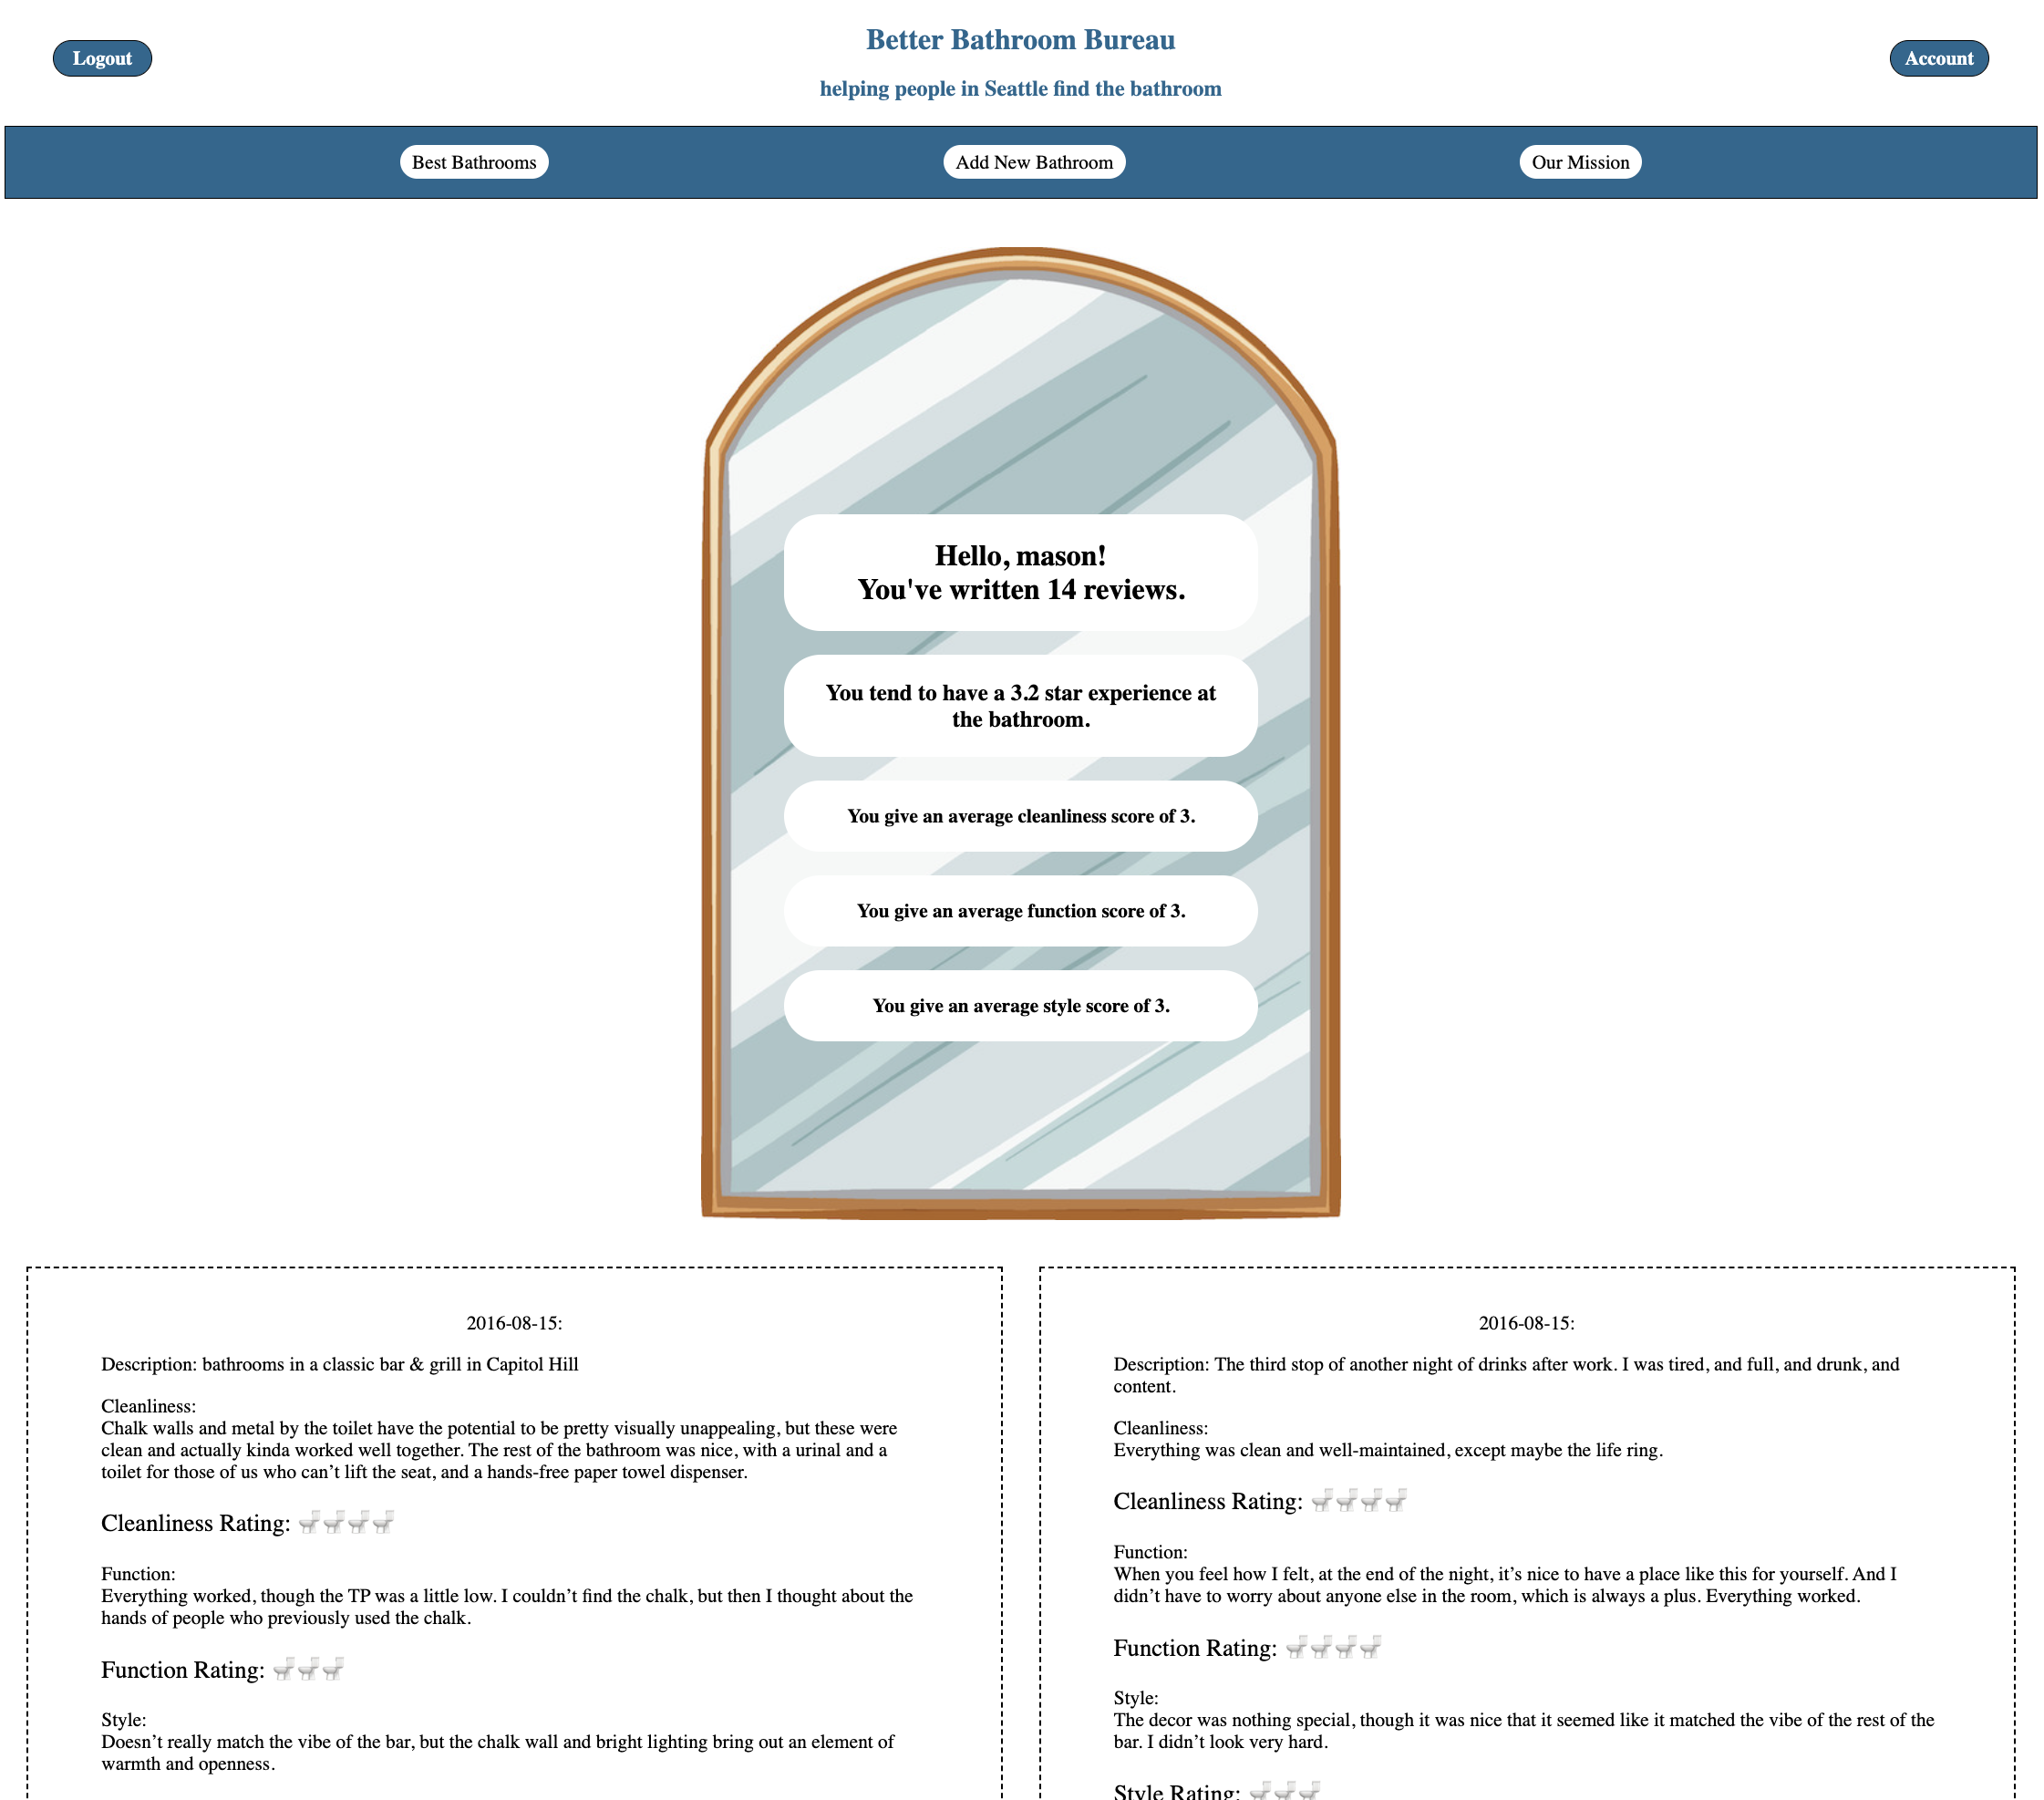 Logout
Better Bathroom Bureau
helping people in Seattle find the bathroom
Account
Best Bathrooms
Add New Bathroom
Our Mission
Hello, mason!
You've written 14 reviews.
You tend to have a 3.2 star experience at
the bathroom.
You give an average cleanliness score of 3.
You give an average function score of 3.
You give an average style score of 3.
2016-08-15:
Description: bathrooms in a classic bar & grill in Capitol Hill
Cleanliness:
Chalk walls and metal by the toilet have the potential to be pretty visually unappealing, but these were
clean and actually kinda worked well together. The rest of the bathroom was nice, with a urinal and a
toilet for those of us who can’t lift the seat, and a hands-free paper towel dispenser.
Cleanliness Rating: 🚽🚽🚽🚽
Function:
Everything worked, though the TP was a little low. I couldn’t find the chalk, but then I thought about the
hands of people who previously used the chalk.
Function Rating: 🚽🚽🚽
Style:
Doesn’t really match the vibe of the bar, but the chalk wall and bright lighting bring out an element of
warmth and openness.
2016-08-15:
Description: The third stop of another night of drinks after work. I was tired, and full, and drunk, and
content.
Cleanliness:
Everything was clean and well-maintained, except maybe the life ring.
Cleanliness Rating: 🚽🚽🚽🚽
Function:
When you feel how I felt, at the end of the night, it’s nice to have a place like this for yourself. And I
didn’t have to worry about anyone else in the room, which is always a plus. Everything worked.
Function Rating: 🚽🚽🚽🚽
Style:
The decor was nothing special, though it was nice that it seemed like it matched the vibe of the rest of the
bar. I didn’t look very hard.
Style Rating: 🚽🚽🚽